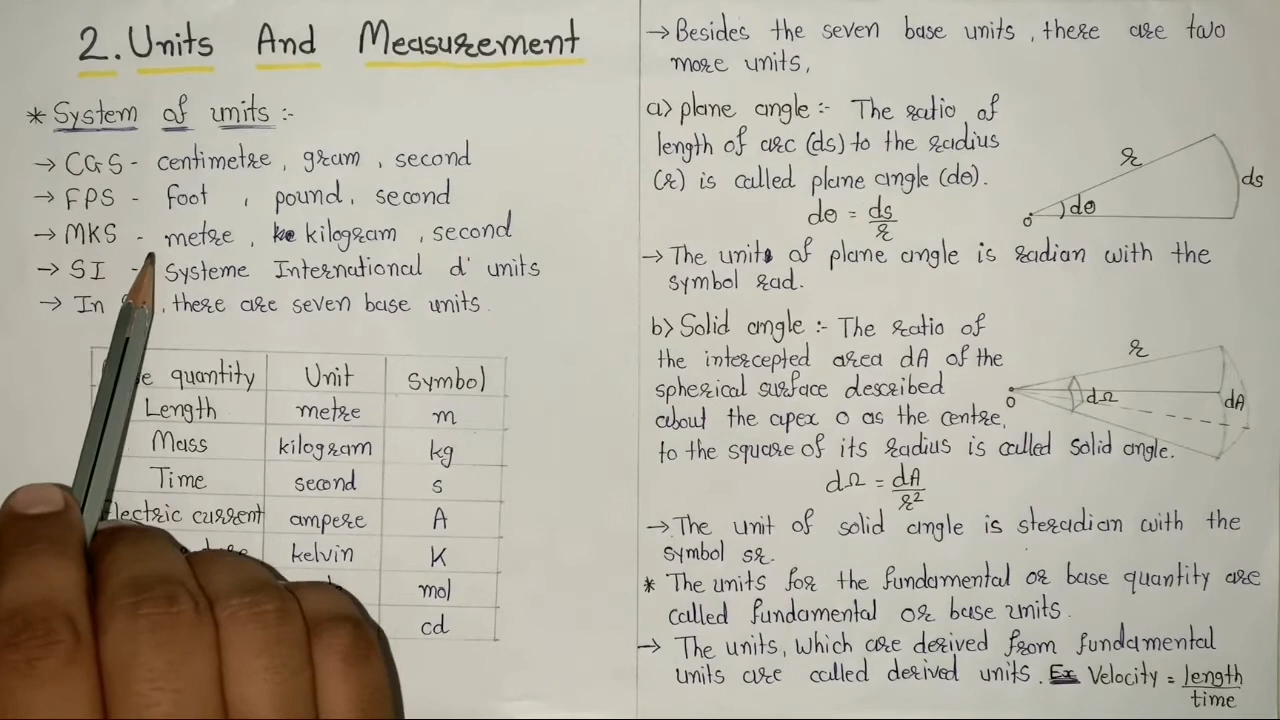 2. Units And Measurement
* System of units :-
→ CGS - centimetre, gram, second
→ FPS - foot, pound, second
→ MKS - metre, kilogram, second
→ SI - Systeme International d' units
→ In , there are seven base units.
quantity Unit Symbol
Length metre m
Mass kilogram kg
Time second s
Electric current ampere A
kelvin K
mol
cd
→ Besides the seven base units, there are two
more units,
a) plane angle :- The ratio of
length of arc (ds) to the radius
(r) is called plane angle (dθ).
dθ = ds/r
r
ds
dθ
o
→ The unit of plane angle is radian with the
symbol rad.
b) Solid angle :- The ratio of
the intercepted area dA of the
spherical surface described
about the apex o as the centre,
to the square of its radius is called solid angle.
dΩ = dA/r²
r
o
dΩ
dA
→ The unit of solid angle is steradian with the
symbol sr.
* The units for the fundamental or base quantity are
called fundamental or base units.
→ The units, which are derived from fundamental
units are called derived units. Ex Velocity = length/time